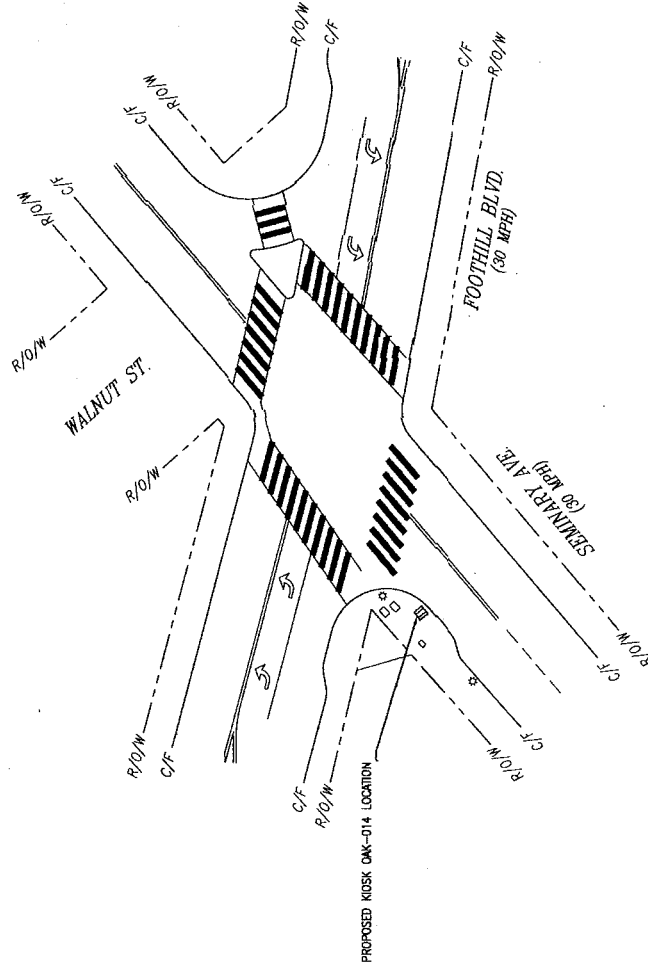 R/O/W
C/F
R/O/W
C/F
R/O/W
C/F
R/O/W
WALNUT ST.
R/O/W
C/F
R/O/W
FOOTHILL BLVD.
(30 MPH)
SEMINARY AVE.
(30 MPH)
R/O/W
C/F
R/O/W
C/F
C/F
R/O/W
R/O/W
C/F
PROPOSED KIOSK OAK-014 LOCATION